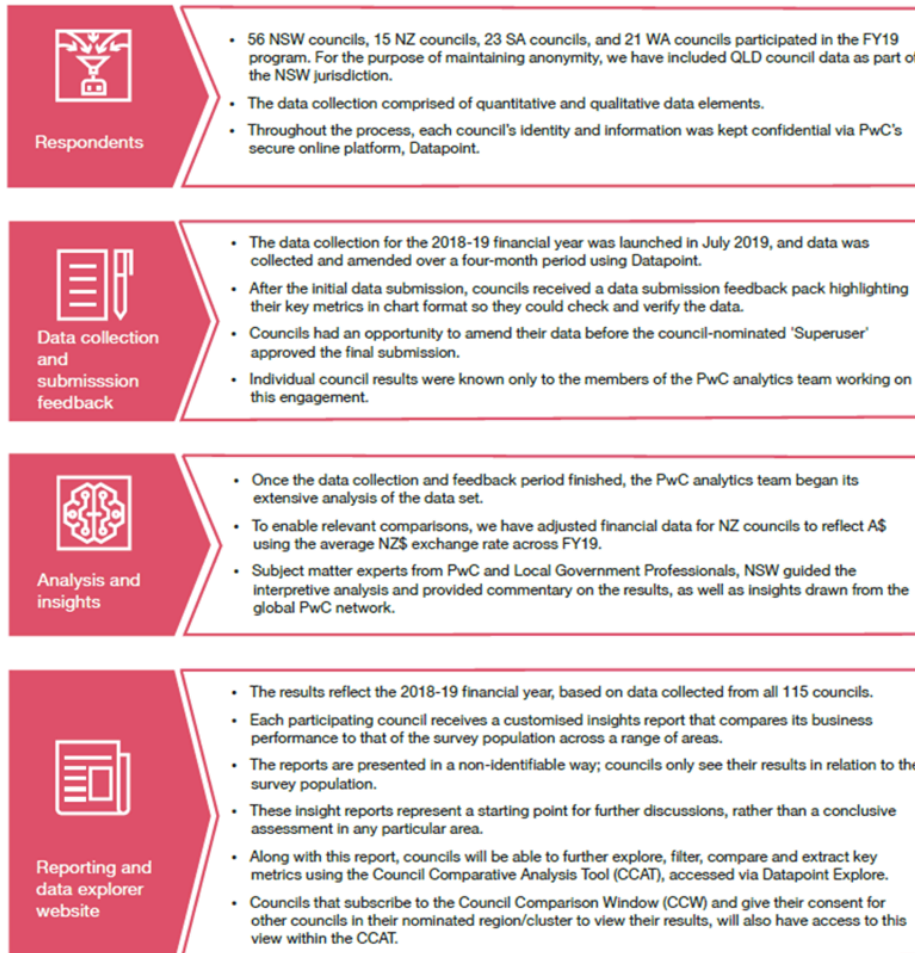 Respondents
• 56 NSW councils, 15 NZ councils, 23 SA councils, and 21 WA councils participated in the FY19
program. For the purpose of maintaining anonymity, we have included QLD council data as part of
the NSW jurisdiction.
• The data collection comprised of quantitative and qualitative data elements.
• Throughout the process, each council's identity and information was kept confidential via PwC's
secure online platform, Datapoint.
Data collection
and
submisssion
feedback
• The data collection for the 2018-19 financial year was launched in July 2019, and data was
collected and amended over a four-month period using Datapoint.
• After the initial data submission, councils received a data submission feedback pack highlighting
their key metrics in chart format so they could check and verify the data.
• Councils had an opportunity to amend their data before the council-nominated 'Superuser'
approved the final submission.
• Individual council results were known only to the members of the PwC analytics team working on
this engagement.
Analysis and
insights
• Once the data collection and feedback period finished, the PwC analytics team began its
extensive analysis of the data set.
• To enable relevant comparisons, we have adjusted financial data for NZ councils to reflect A$
using the average NZ$ exchange rate across FY19.
• Subject matter experts from PwC and Local Government Professionals, NSW guided the
interpretive analysis and provided commentary on the results, as well as insights drawn from the
global PwC network.
Reporting and
data explorer
website
• The results reflect the 2018-19 financial year, based on data collected from all 115 councils.
• Each participating council receives a customised insights report that compares its business
performance to that of the survey population across a range of areas.
• The reports are presented in a non-identifiable way; councils only see their results in relation to the
survey population.
• These insight reports represent a starting point for further discussions, rather than a conclusive
assessment in any particular area.
• Along with this report, councils will be able to further explore, filter, compare and extract key
metrics using the Council Comparative Analysis Tool (CCAT), accessed via Datapoint Explore.
• Councils that subscribe to the Council Comparison Window (CCW) and give their consent for
other councils in their nominated region/cluster to view their results, will also have access to this
view within the CCAT.